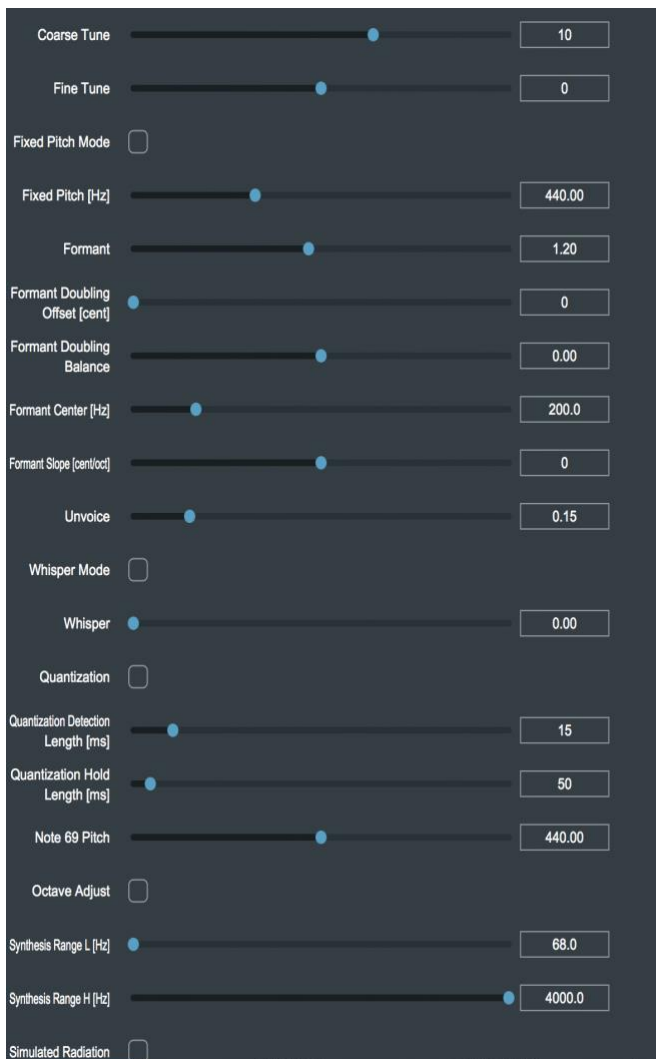 Coarse Tune 10
Fine Tune 0
Fixed Pitch Mode
Fixed Pitch [Hz] 440.00
Formant 1.20
Formant Doubling
Offset [cent] 0
Formant Doubling
Balance 0.00
Formant Center [Hz] 200.0
Formant Slope [cent/oct] 0
Unvoice 0.15
Whisper Mode
Whisper 0.00
Quantization
Quantization Detection
Length [ms] 15
Quantization Hold
Length [ms] 50
Note 69 Pitch 440.00
Octave Adjust
Synthesis Range L [Hz] 68.0
Synthesis Range H [Hz] 4000.0
Simulated Radiation